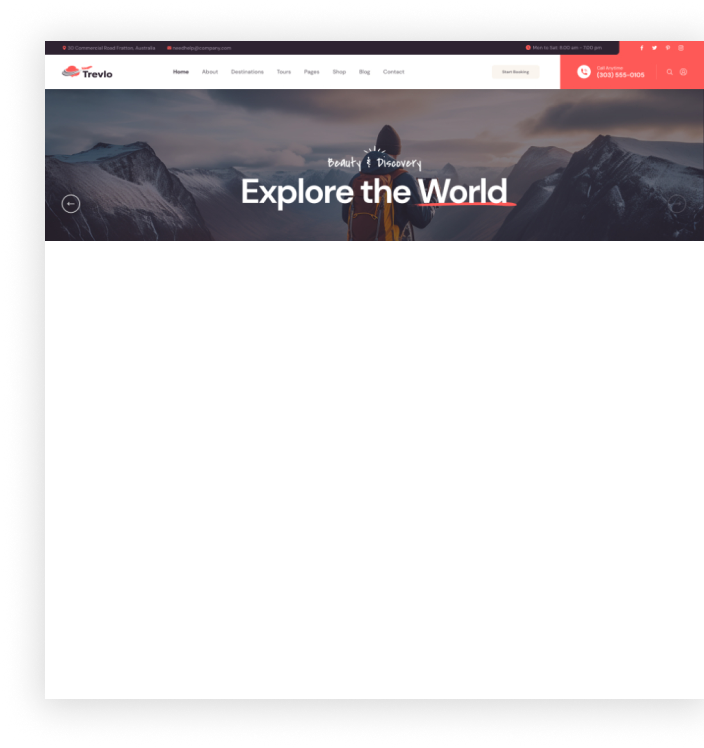 30 Commercial Road Fratton, Australia
needhelp@company.com
Mon to Sat: 8:00 am - 7:00 pm
Trevlo
Home About Destinations Tours Pages Shop Blog Contact
Start Booking
Call Anytime
(303) 555-0105
Beauty & Discovery
Explore the World